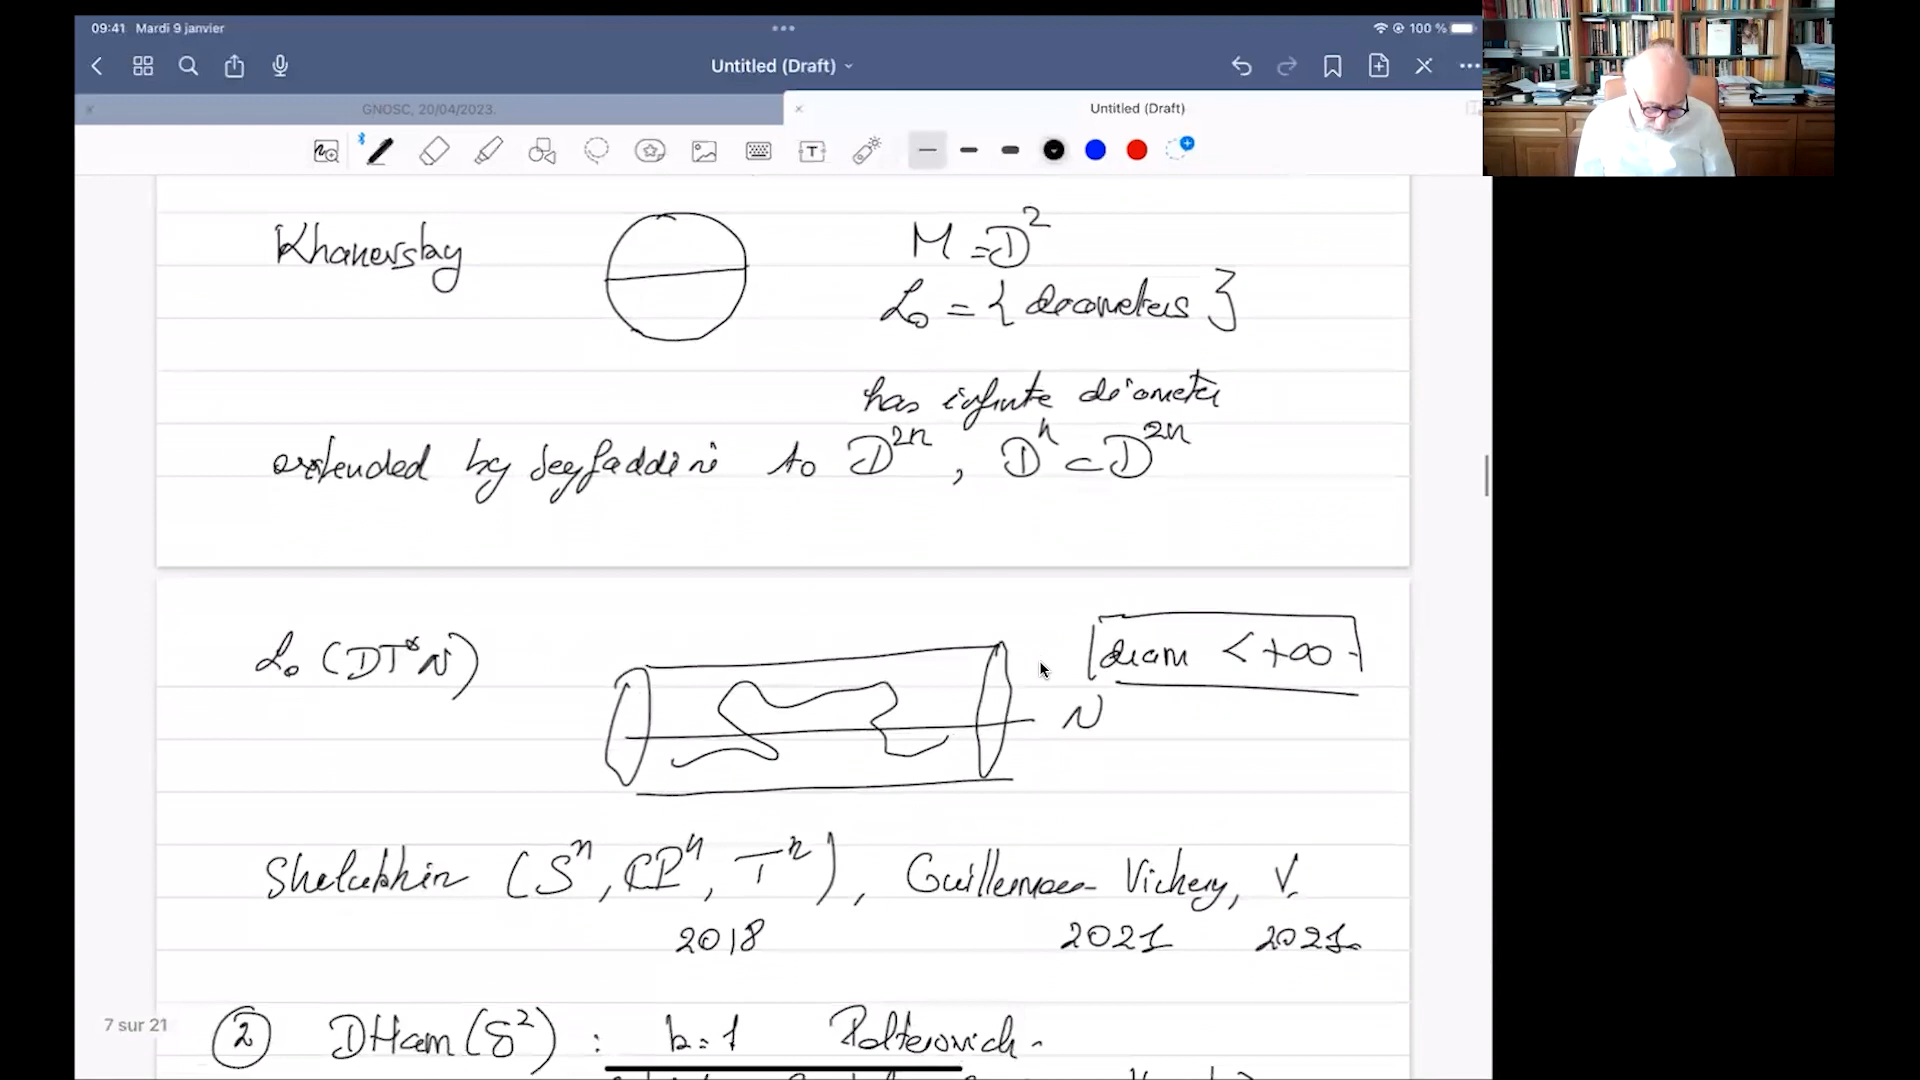 09:41 Mardi 9 janvier
100 %
Untitled (Draft)
GNOSC, 20/04/2023.
Untitled (Draft)
Khanevsky
M = D²
L₀ = { diameters }
has infinite diameter
extended by Seyfaddini to D²ⁿ, Dⁿ ⊂ D²ⁿ
L₀ (DT*N)
diam < +∞
N
Shelukhin (Sⁿ, CPⁿ, Tⁿ), Guillermou-Vichery, V.
2018 2021 2021.
7 sur 21
② DHam(S²) : k=1 Polterovich -